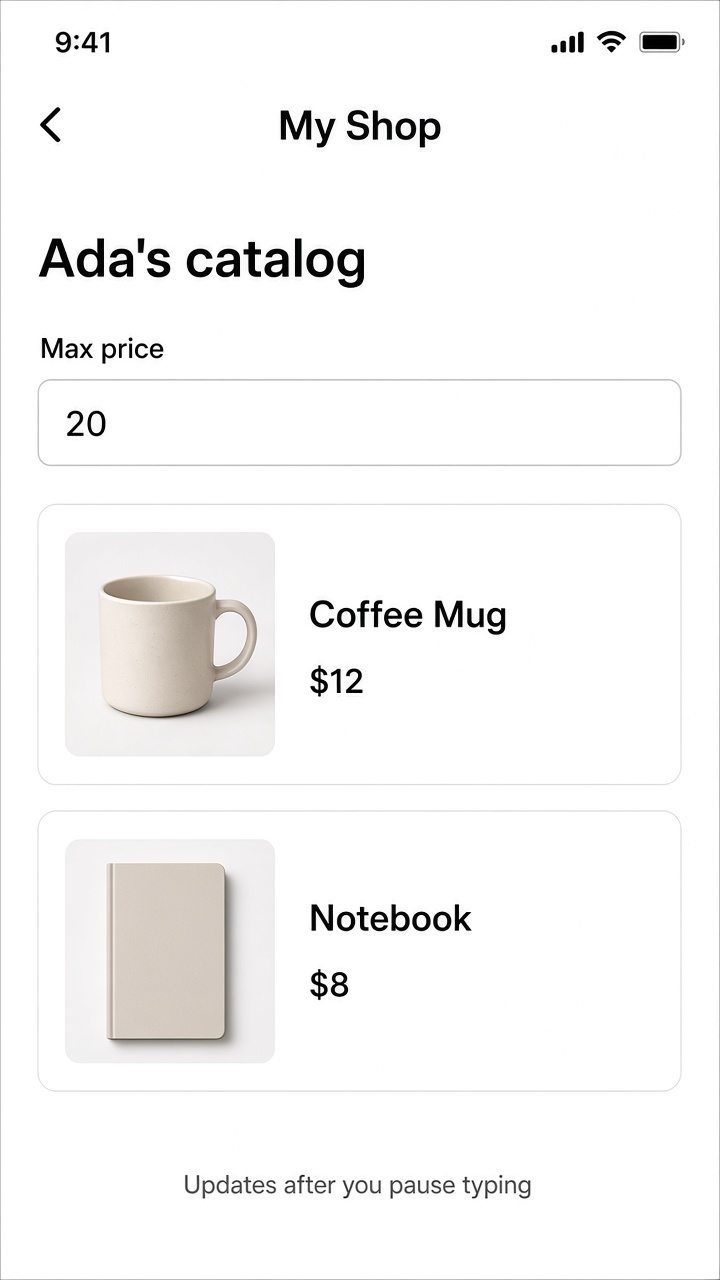 9:41
My Shop
Ada's catalog
Max price
20
Coffee Mug
$12
Notebook
$8
Updates after you pause typing